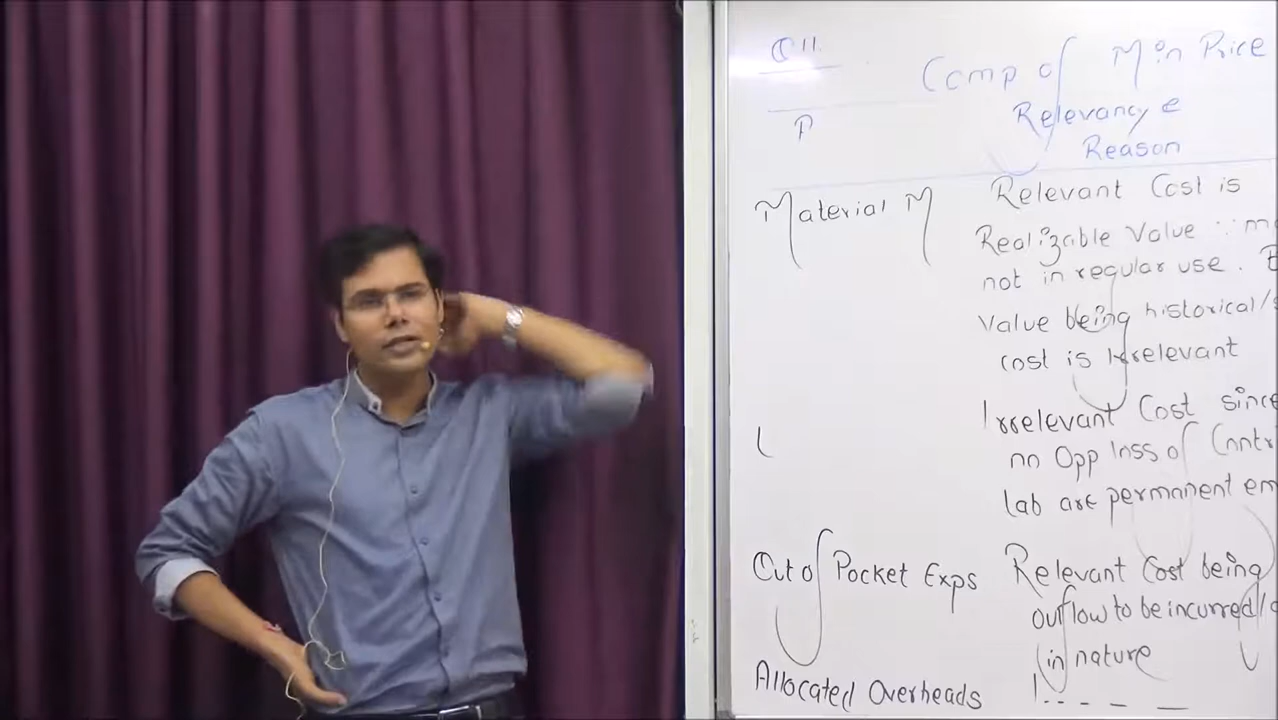 Q 11.
Comp of Min Price
P
Relevancy &
Reason
Material M
Relevant Cost is
Realizable Value ∵
not in regular use.
Value being historical/
cost is Irrelevant
L
Irrelevant Cost since
no Opp loss of
lab are permanent
Out of Pocket Exps
Relevant Cost being
outflow to be incurred/
in nature
Allocated Overheads
I - - - -